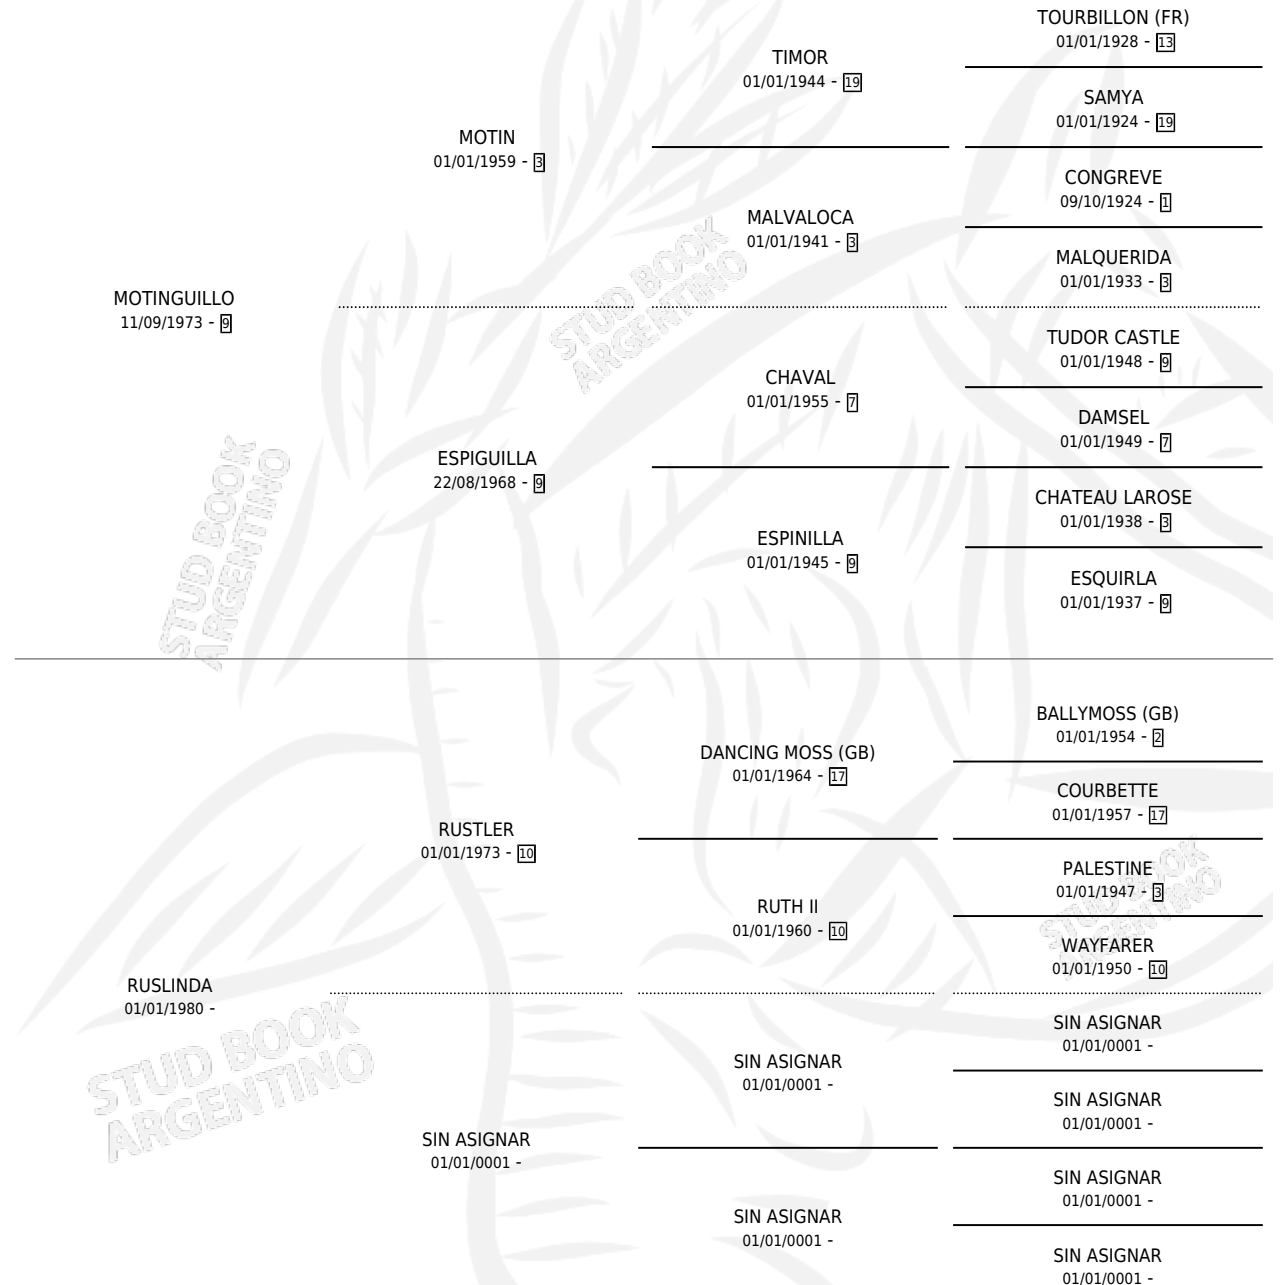 TOURBILLON (FR)
01/01/1928 - 13
TIMOR
01/01/1944 - 19
SAMYA
01/01/1924 - 19
MOTIN
01/01/1959 - 3
CONGREVE
09/10/1924 - 1
MALVALOCA
01/01/1941 - 3
MALQUERIDA
01/01/1933 - 3
MOTINGUILLO
11/09/1973 - 9
STUD BOOK
ARGENTINO
TUDOR CASTLE
01/01/1948 - 9
CHAVAL
01/01/1955 - 7
DAMSEL
01/01/1949 - 7
ESPIGUILLA
22/08/1968 - 9
CHATEAU LAROSE
01/01/1938 - 3
ESPINILLA
01/01/1945 - 9
ESQUIRLA
01/01/1937 - 9
STUD BOOK
ARGENTINO
BALLYMOSS (GB)
01/01/1954 - 2
DANCING MOSS (GB)
01/01/1964 - 17
COURBETTE
01/01/1957 - 17
RUSTLER
01/01/1973 - 10
PALESTINE
01/01/1947 - 3
RUTH II
01/01/1960 - 10
WAYFARER
01/01/1950 - 10
STUD BOOK
ARGENTINO
RUSLINDA
01/01/1980 -
SIN ASIGNAR
01/01/0001 -
SIN ASIGNAR
01/01/0001 -
SIN ASIGNAR
01/01/0001 -
STUD BOOK
ARGENTINO
SIN ASIGNAR
01/01/0001 -
SIN ASIGNAR
01/01/0001 -
SIN ASIGNAR
01/01/0001 -
SIN ASIGNAR
01/01/0001 -